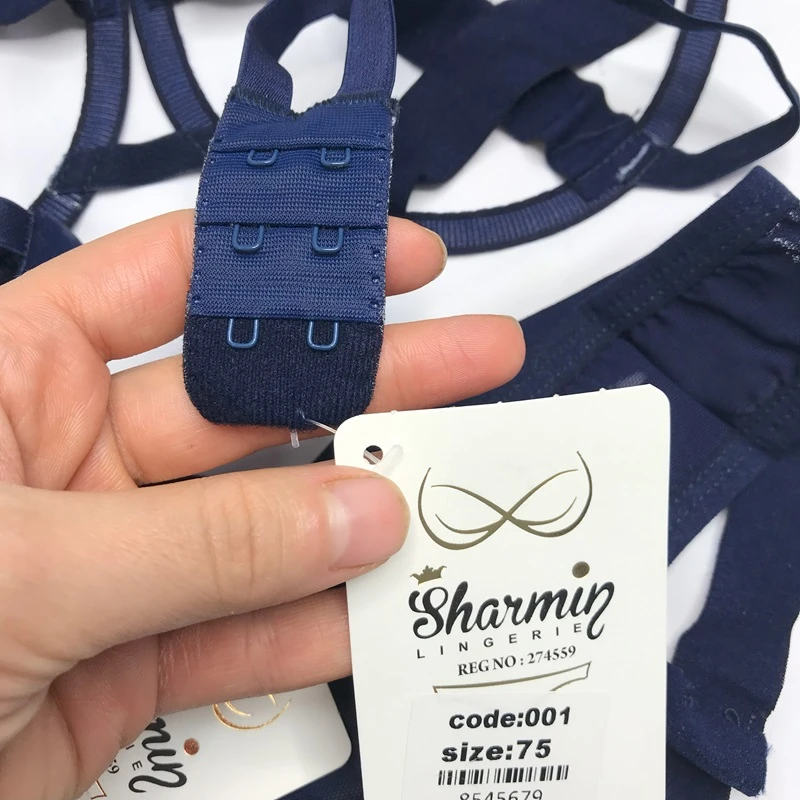 Sharmin
LINGERIE
REG NO : 274559
code:001
size:75
8545679